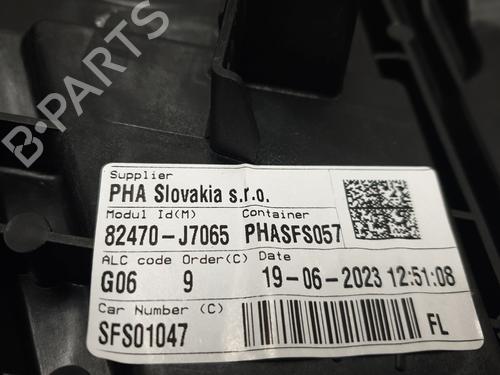 B-PARTS
Supplier
PHA Slovakia s.r.o.
Modul Id(M) Container
82470-J7065 PHASFS057
ALC code Order(C) Date
G06 9 19-06-2023 12:51:08
Car Number (C)
SFS01047 FL